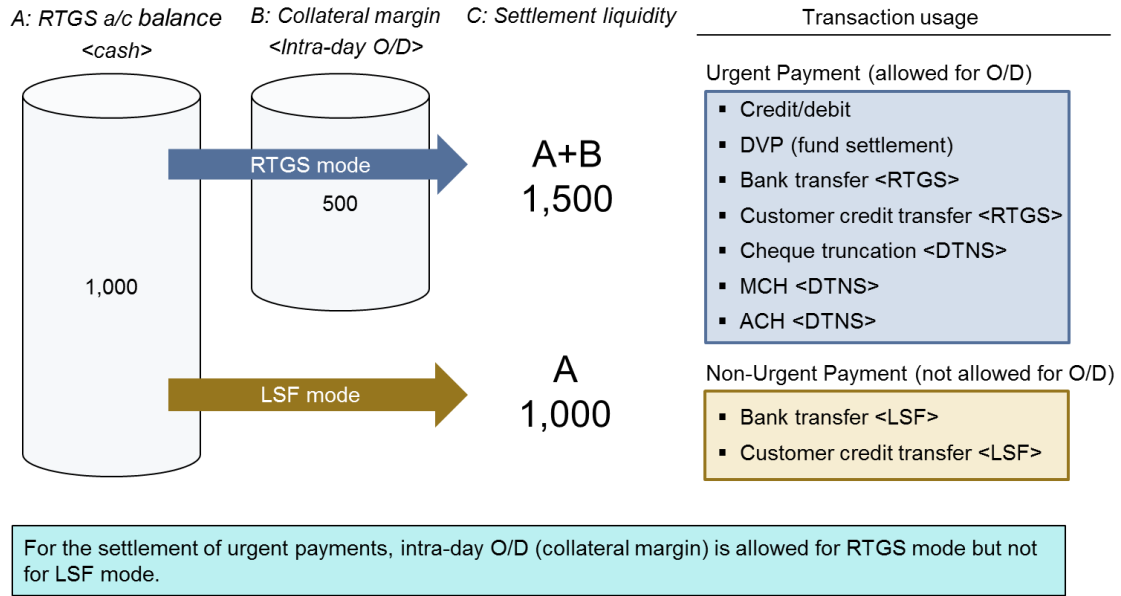 A: RTGS a/c balance
<cash>
B: Collateral margin
<Intra-day O/D>
C: Settlement liquidity
Transaction usage
RTGS mode
500
1,000
A+B
1,500
LSF mode
A
1,000
Urgent Payment (allowed for O/D)
▪ Credit/debit
▪ DVP (fund settlement)
▪ Bank transfer <RTGS>
▪ Customer credit transfer <RTGS>
▪ Cheque truncation <DTNS>
▪ MCH <DTNS>
▪ ACH <DTNS>
Non-Urgent Payment (not allowed for O/D)
▪ Bank transfer <LSF>
▪ Customer credit transfer <LSF>
For the settlement of urgent payments, intra-day O/D (collateral margin) is allowed for RTGS mode but not
for LSF mode.